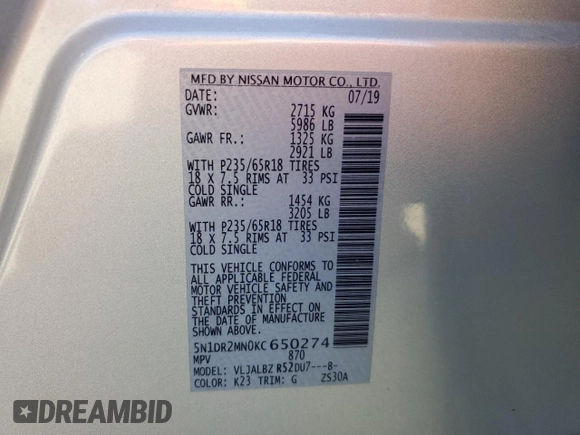 MFD BY NISSAN MOTOR CO., LTD.
DATE: 07/19
GVWR: 2715 KG
5986 LB
GAWR FR.: 1325 KG
2921 LB
WITH P235/65R18 TIRES
18 X 7.5 RIMS AT 33 PSI
COLD SINGLE
GAWR RR.: 1454 KG
3205 LB
WITH P235/65R18 TIRES
18 X 7.5 RIMS AT 33 PSI
COLD SINGLE
THIS VEHICLE CONFORMS TO
ALL APPLICABLE FEDERAL
MOTOR VEHICLE SAFETY AND
THEFT PREVENTION
STANDARDS IN EFFECT ON
THE DATE OF MANUFACTURE
SHOWN ABOVE.
5N1DR2MN0KC650274
MPV 870
MODEL: VLJALBZ R52DU7---B-
COLOR: K23 TRIM: G ZS30A
DREAMBID